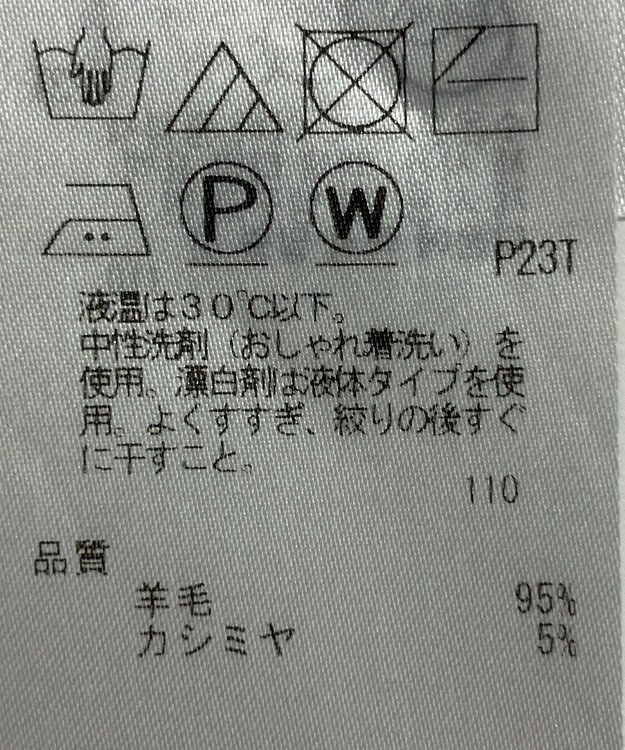 P W
P23T
液温は30℃以下。
中性洗剤（おしゃれ着洗い）を
使用。漂白剤は液体タイプを使
用。よくすすぎ、絞りの後すぐ
に干すこと。
110
品質
羊毛 95%
カシミヤ 5%